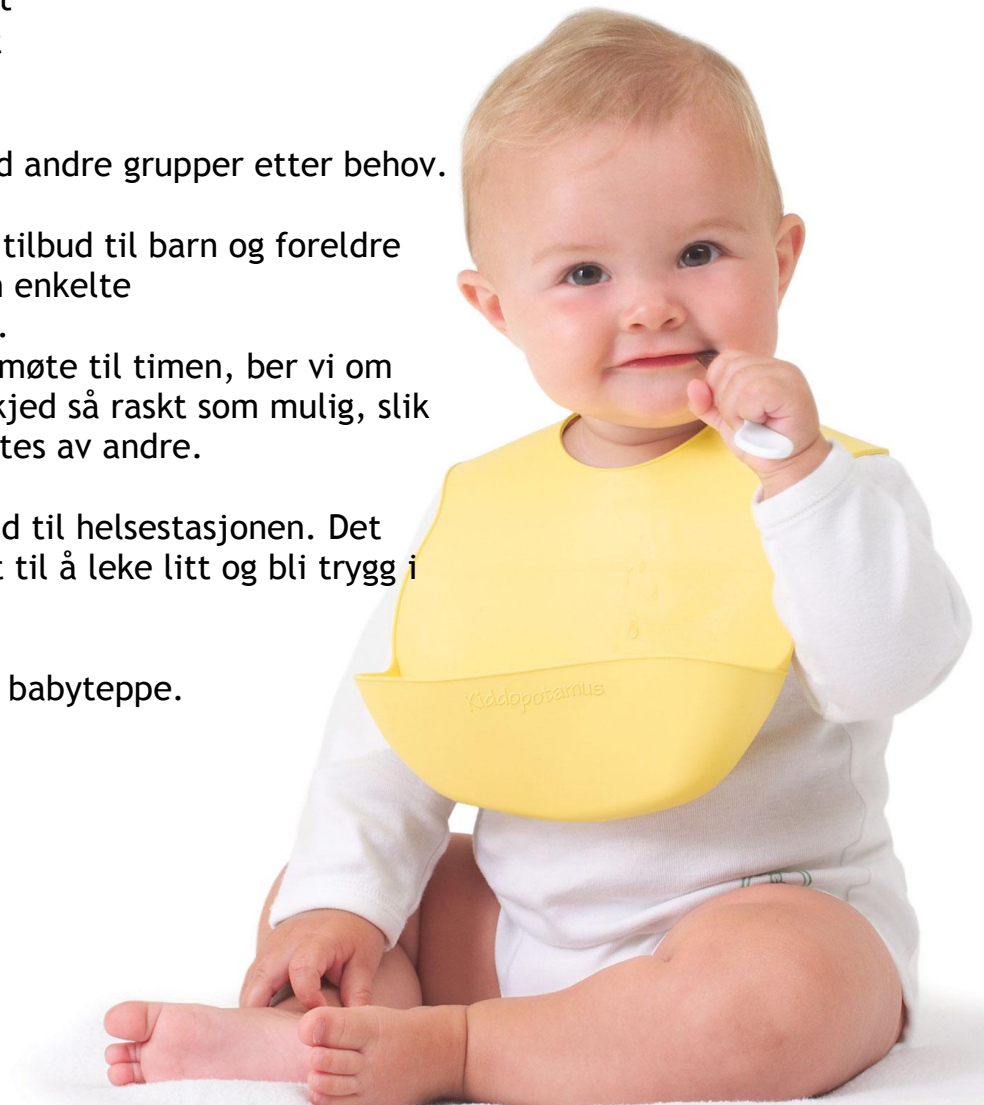 d andre grupper etter behov.
tilbud til barn og foreldre
enkelte
.
møte til timen, ber vi om
kjed så raskt som mulig, slik
tes av andre.
d til helsestasjonen. Det
t til å leke litt og bli trygg i
babyteppe.
Kiddopotamus